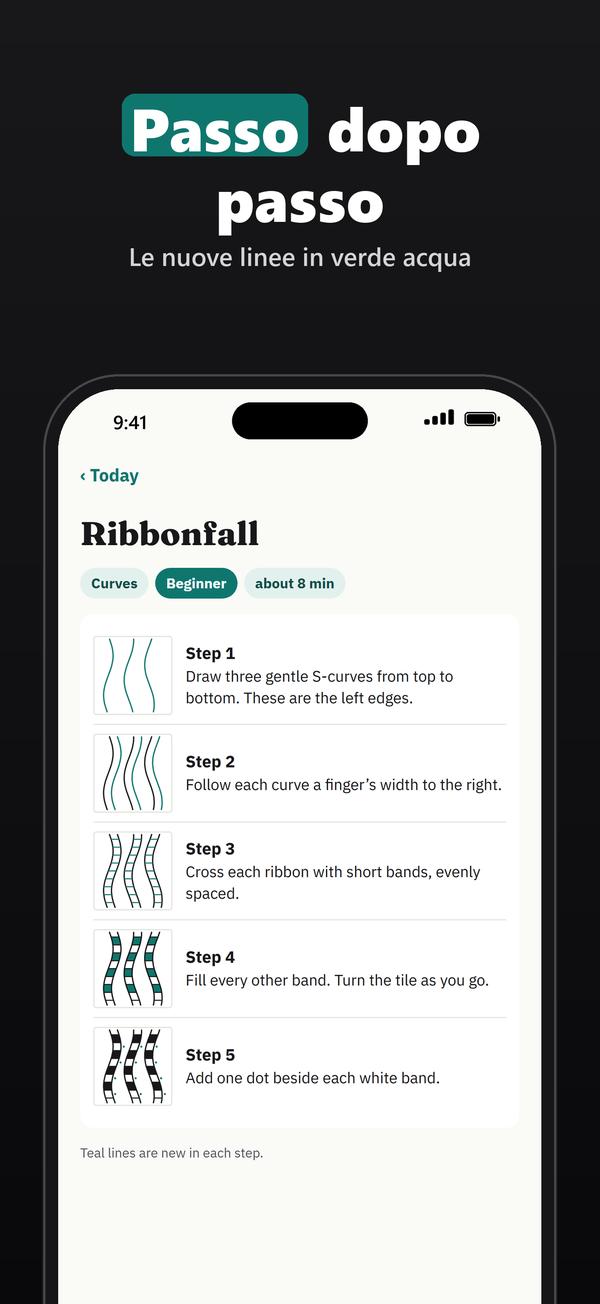 Passo dopo
passo
Le nuove linee in verde acqua
9:41
‹ Today
Ribbonfall
Curves Beginner about 8 min
Step 1
Draw three gentle S-curves from top to
bottom. These are the left edges.
Step 2
Follow each curve a finger’s width to the right.
Step 3
Cross each ribbon with short bands, evenly
spaced.
Step 4
Fill every other band. Turn the tile as you go.
Step 5
Add one dot beside each white band.
Teal lines are new in each step.